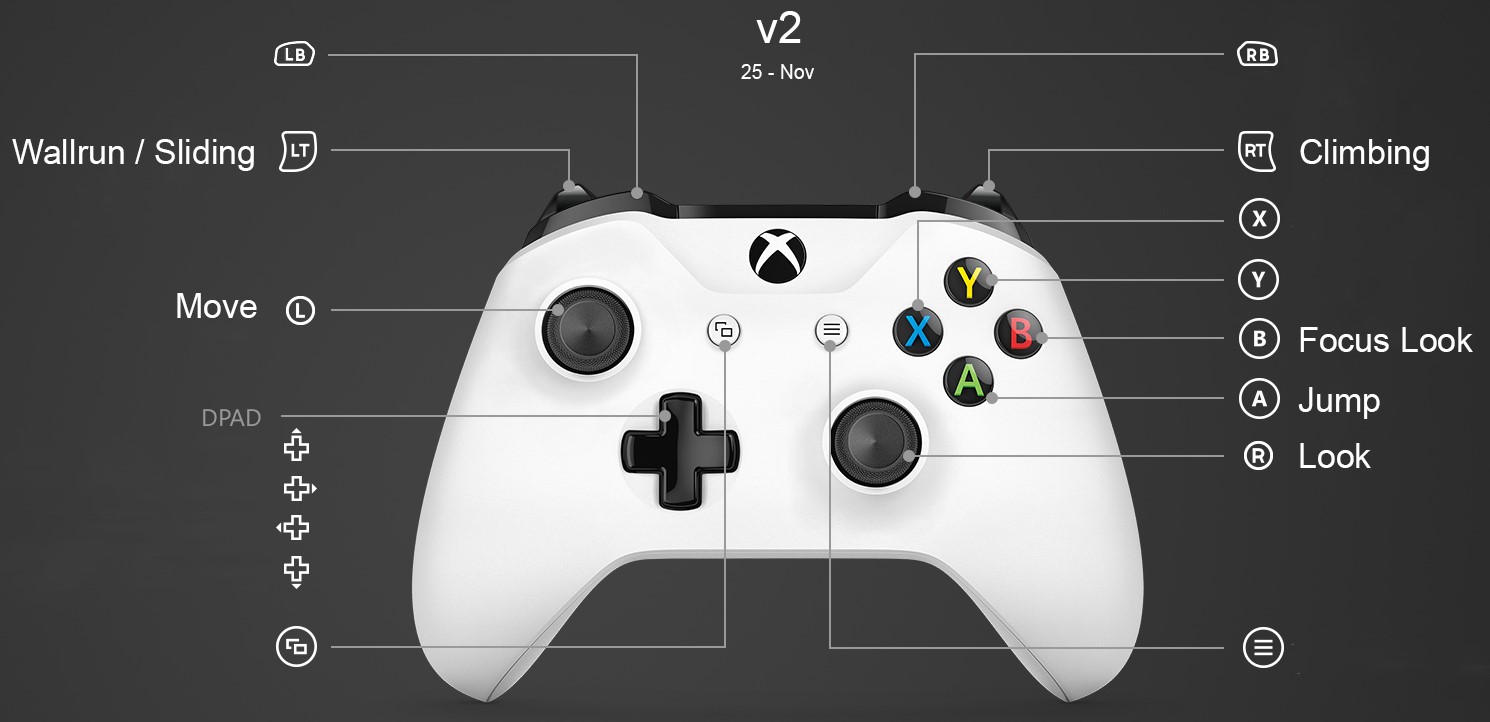 v2
25 - Nov
LB
RB
Wallrun / Sliding LT
RT Climbing
X
Y
Move L
B Focus Look
A Jump
DPAD
R Look
Y
X
B
A